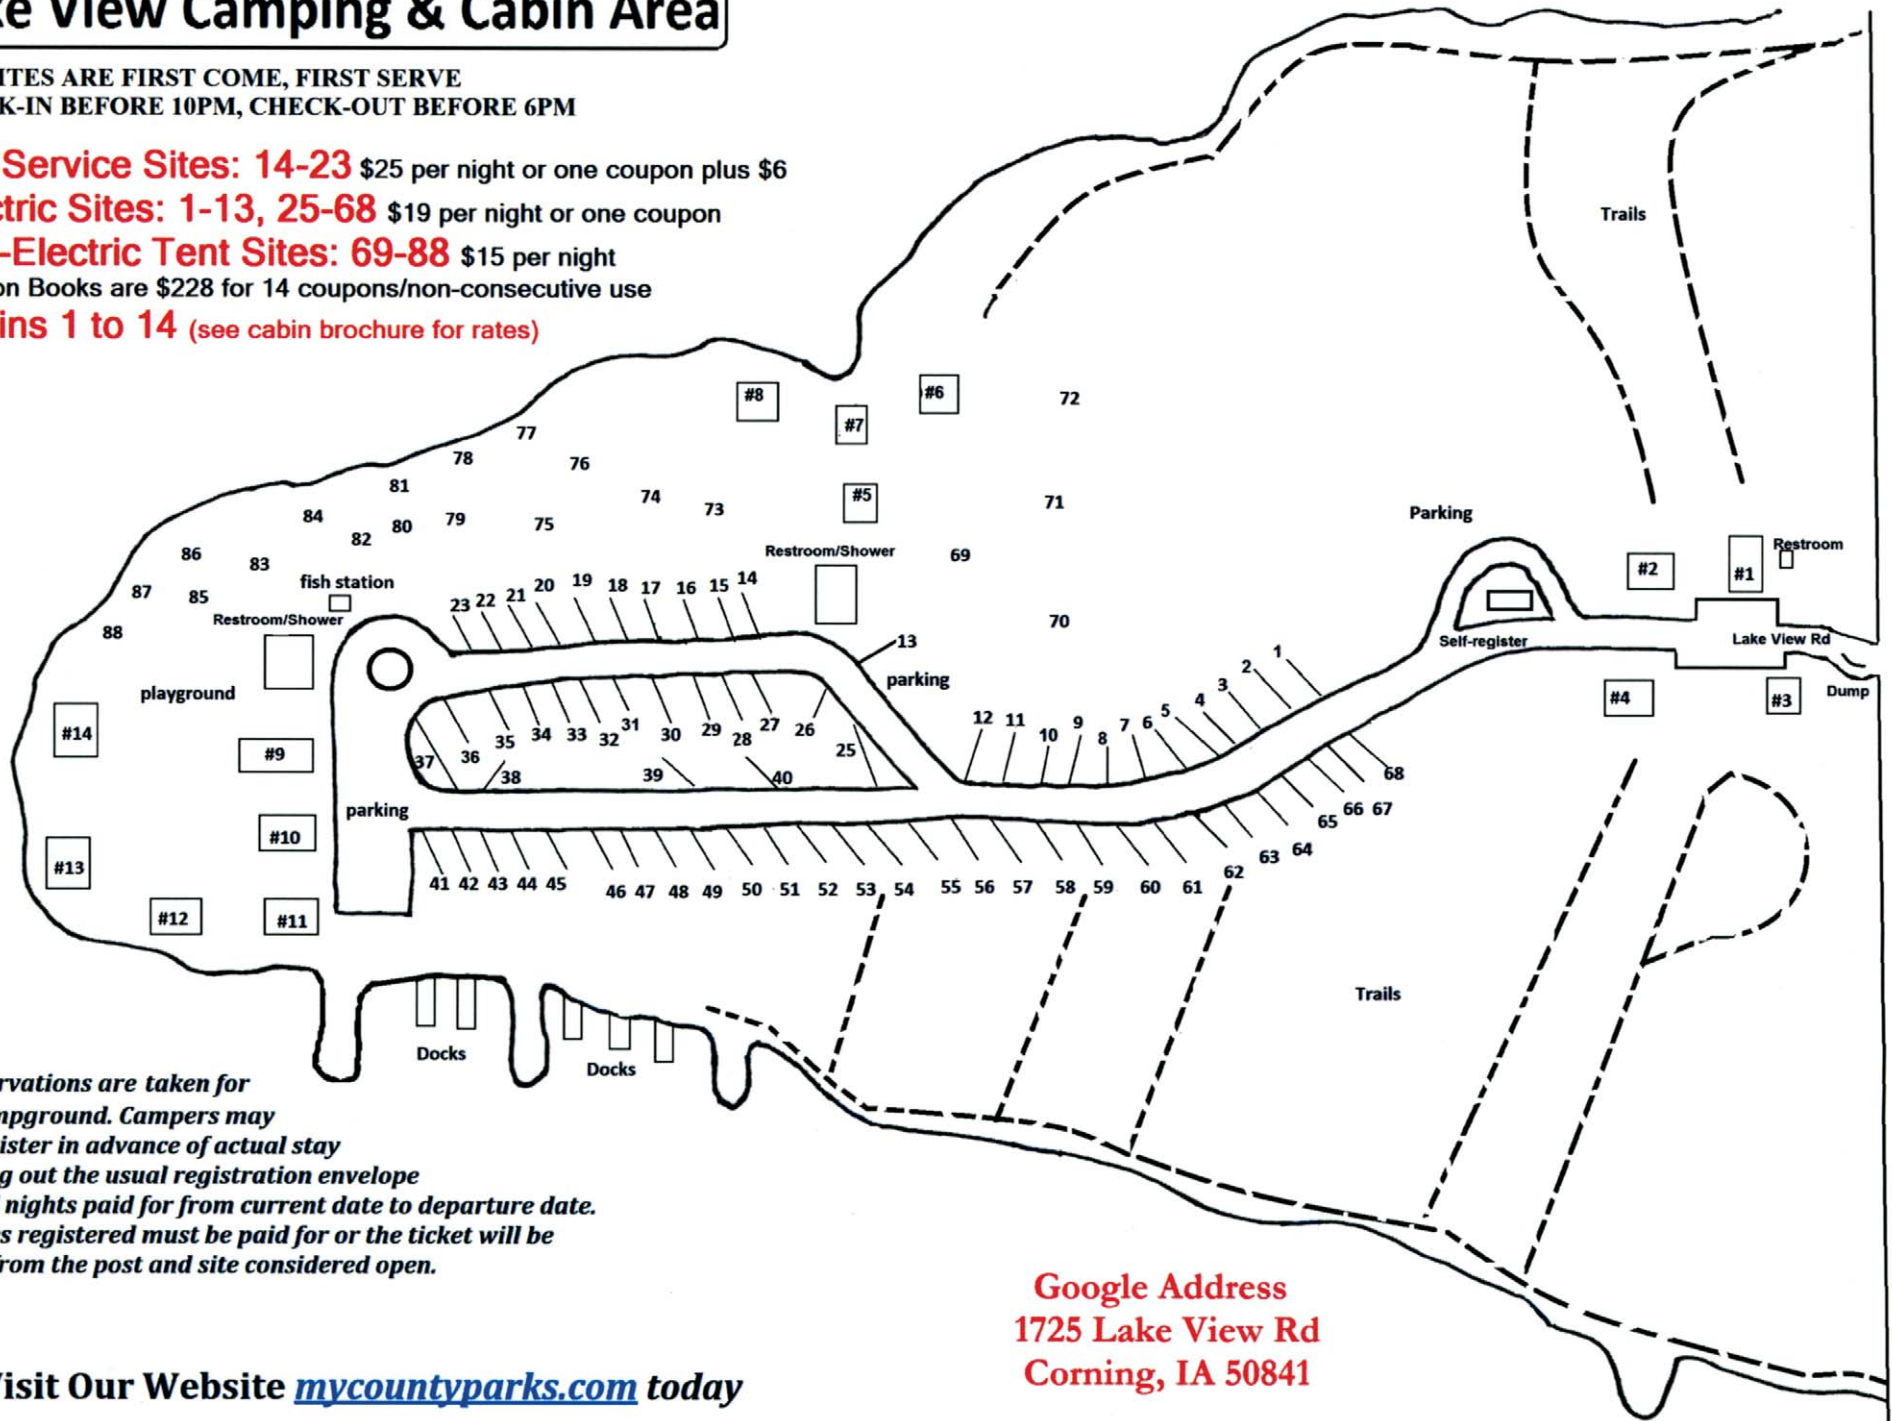 View Camping & Cabin Area
ARE FIRST COME, FIRST SERVE
BEFORE 10PM, CHECK-OUT BEFORE 6PM
Service Sites: 14-23 $25 per night or one coupon plus $6
Sites: 1-13, 25-68 $19 per night or one coupon
-Electric Tent Sites: 69-88 $15 per night
Books are $228 for 14 coupons/non-consecutive use
1 to 14 (see cabin brochure for rates)
Trails
#8
#7
#6
72
77
78
76
81
74
73
#5
71
84
82
80
79
75
Parking
86
83
Restroom/Shower
69
Restroom
#2
#1
87
85
fish station
88
Restroom/Shower
23 22 21 20 19 18 17 16 15 14
13
parking
70
Self-register
Lake View Rd
#4
#3
Dump
playground
#14
#9
37 36 35 34 33 32 31 30 29 28 27 26 25
38 39 40
12 11 10 9 8 7 6 5 4 3 2 1
68
67
66
65
64
63
62
parking
#10
#13
#12
#11
41 42 43 44 45 46 47 48 49 50 51 52 53 54 55 56 57 58 59 60 61
Trails
Docks
Docks
are taken for
Campers may
in advance of actual stay
out the usual registration envelope
nights paid for from current date to departure date.
registered must be paid for or the ticket will be
from the post and site considered open.
Google Address
1725 Lake View Rd
Corning, IA 50841
Visit Our Website mycountyparks.com today